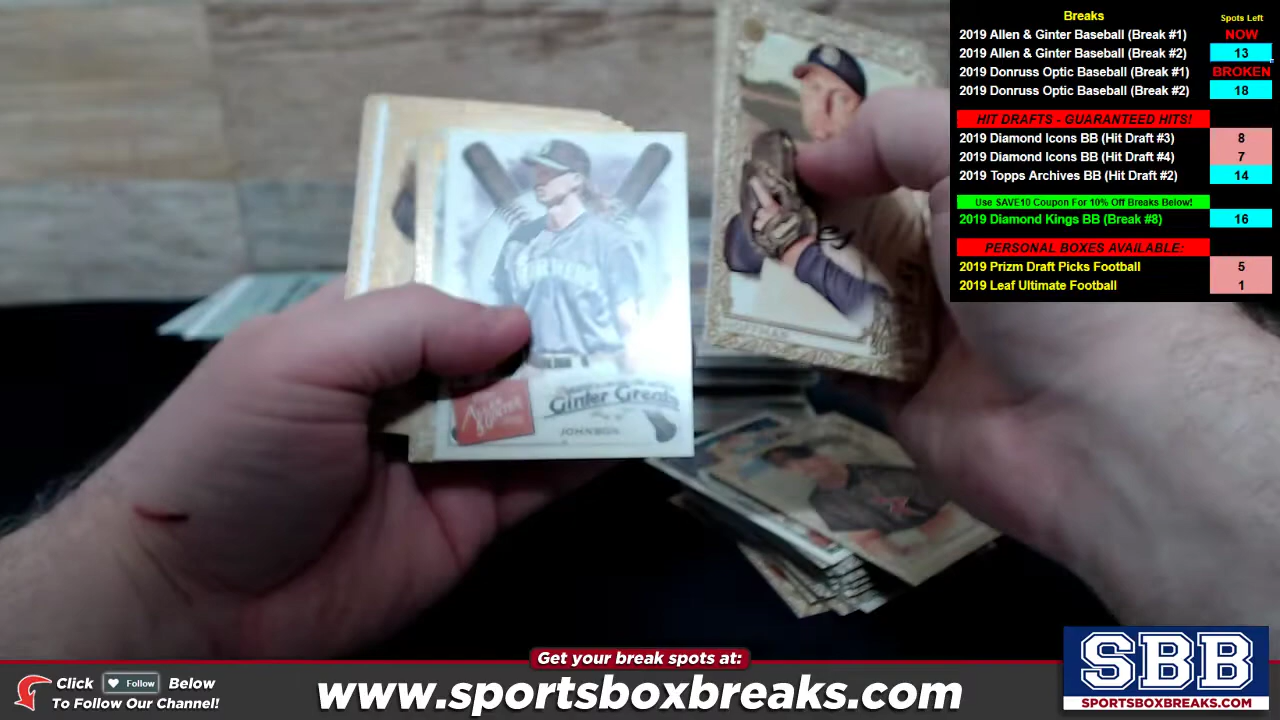 Breaks
Spots Left
2019 Allen & Ginter Baseball (Break #1) NOW
2019 Allen & Ginter Baseball (Break #2) 13
2019 Donruss Optic Baseball (Break #1) BROKEN
2019 Donruss Optic Baseball (Break #2) 18
HIT DRAFTS - GUARANTEED HITS!
2019 Diamond Icons BB (Hit Draft #3) 8
2019 Diamond Icons BB (Hit Draft #4) 7
2019 Topps Archives BB (Hit Draft #2) 14
Use $AVE10 Coupon For 10% Off Breaks Below!
2019 Diamond Kings BB (Break #8) 16
PERSONAL BOXES AVAILABLE:
2019 Prizm Draft Picks Football 5
2019 Leaf Ultimate Football 1
Ginter Greats
JOHNSON
Get your break spots at:
www.sportsboxbreaks.com
Click Follow Below
To Follow Our Channel!
SBB
SPORTSBOXBREAKS.COM